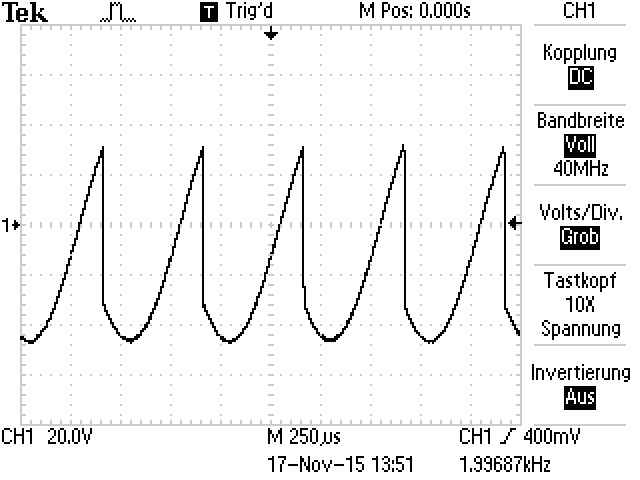 Tek T Trig'd M Pos: 0.000s CH1
Kopplung
DC
Bandbreite
Voll
40MHz
1
Volts/Div.
Grob
Tastkopf
10X
Spannung
Invertierung
Aus
CH1 20.0V M 250µs CH1 400mV
17-Nov-15 13:51 1.99687kHz